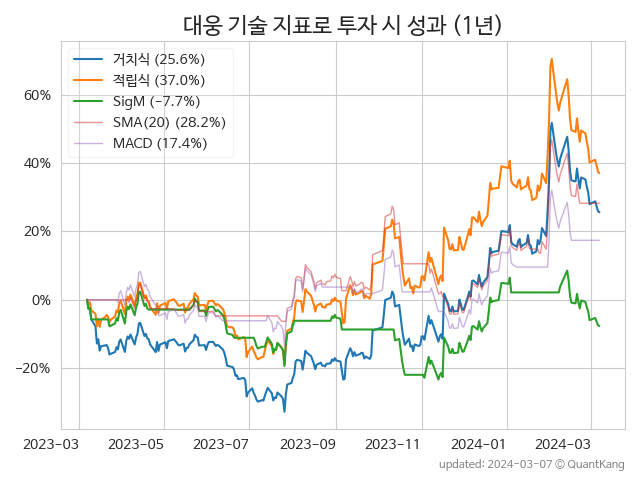 대웅 기술 지표로 투자 시 성과 (1년)
거치식 (25.6%)
적립식 (37.0%)
SigM (−7.7%)
SMA(20) (28.2%)
MACD (17.4%)
60%
40%
20%
0%
−20%
2023-03 2023-05 2023-07 2023-09 2023-11 2024-01 2024-03
updated: 2024-03-07 © QuantKang